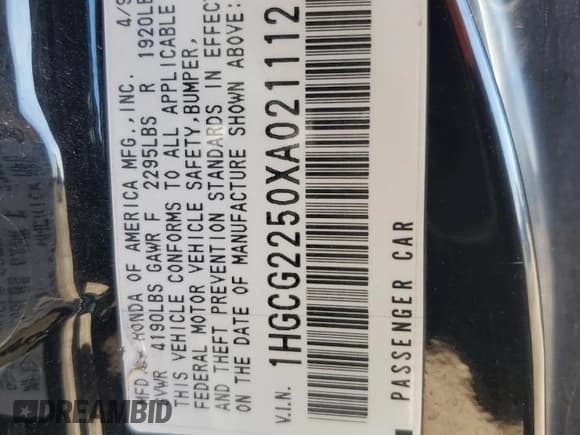 MFD. HONDA OF AMERICA MFG., INC. 4/9
GVWR 4190LBS GAWR F 2295LBS R 1920LB
THIS VEHICLE CONFORMS TO ALL APPLICABLE
FEDERAL MOTOR VEHICLE SAFETY, BUMPER,
AND THEFT PREVENTION STANDARDS IN EFFECT
ON THE DATE OF MANUFACTURE SHOWN ABOVE.
V.I.N. 1HGCG2250XA021112
PASSENGER CAR
DREAMBID